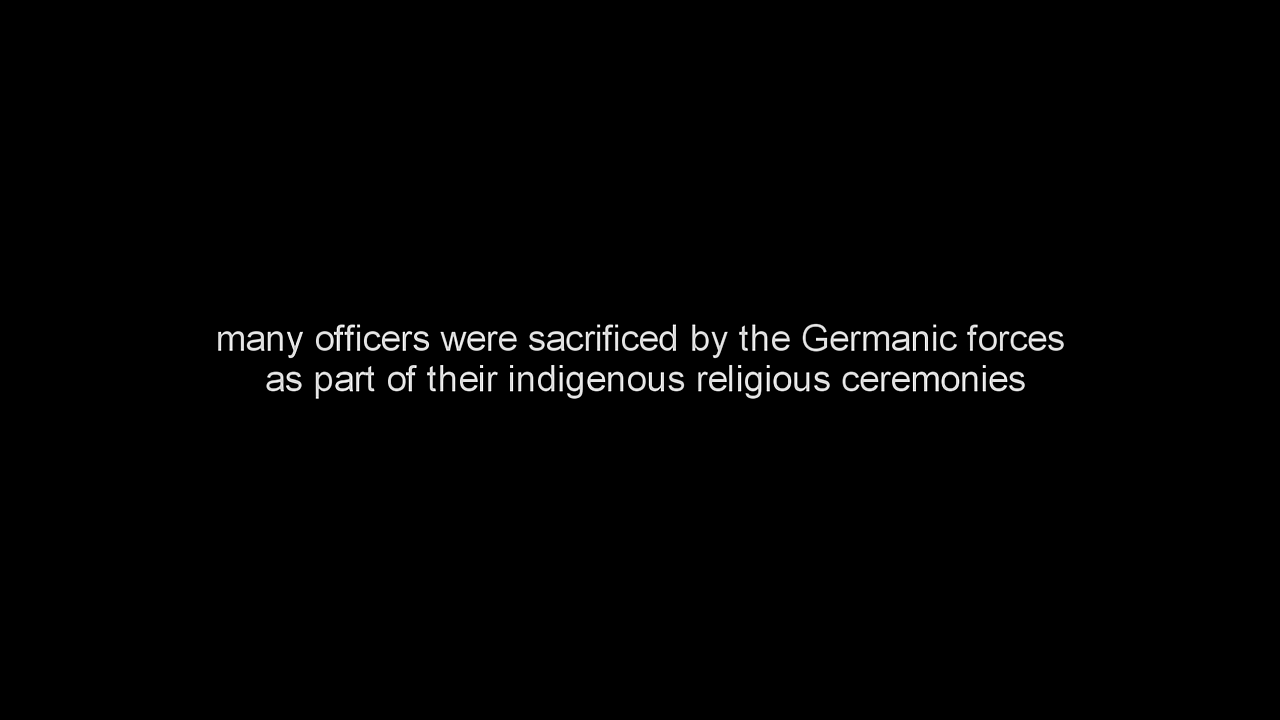 many officers were sacrificed by the Germanic forces
as part of their indigenous religious ceremonies